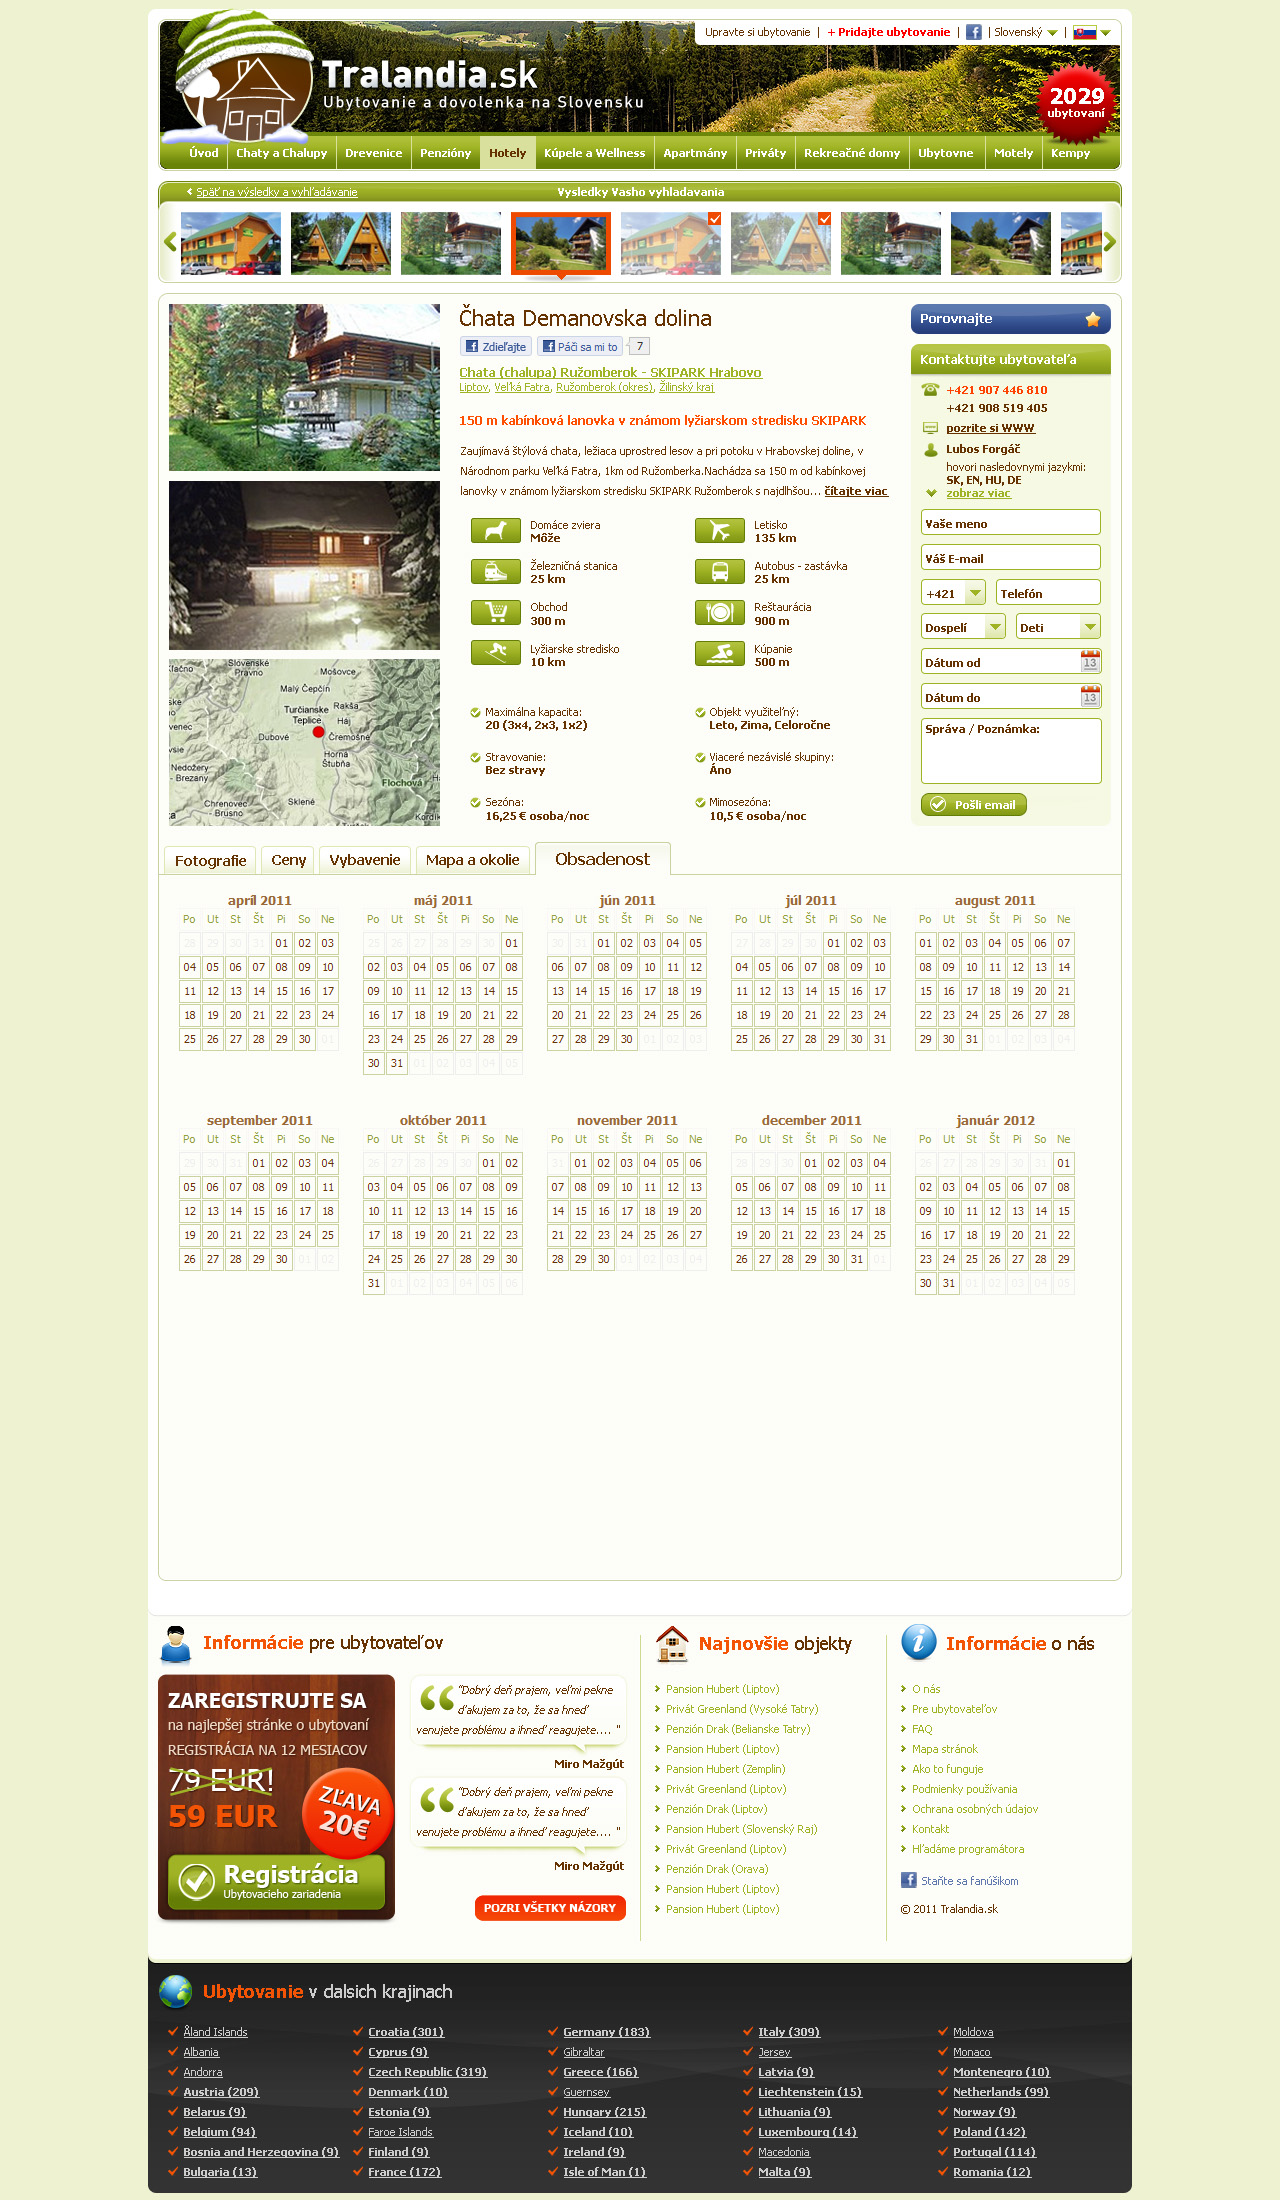 Upravte si ubytovanie | + Pridajte ubytovanie | | Slovenský |
Tralandia.sk
Ubytovanie a dovolenka na Slovensku
2029
ubytovaní
Úvod Chaty a Chalupy Drevenice Penzióny Hotely Kúpele a Wellness Apartmány Priváty Rekreačné domy Ubytovne Motely Kempy
Späť na výsledky a vyhľadávanie
Vysledky Vasho vyhladavania
Čhata Demanovska dolina
Zdieľajte Páči sa mi to 7
Chata (chalupa) Ružomberok - SKIPARK Hrabovo
Liptov, Veľká Fatra, Ružomberok (okres), Žilinský kraj
150 m kabínková lanovka v známom lyžiarskom stredisku SKIPARK
Zaujímavá štýlová chata, ležiaca uprostred lesov a pri potoku v Hrabovskej doline, v
Národnom parku Veľká Fatra, 1km od Ružomberka.Nachádza sa 150 m od kabínkovej
lanovky v známom lyžiarskom stredisku SKIPARK Ružomberok s najdlhšou... čítajte viac
Domáce zviera
Môže
Letisko
135 km
Železničná stanica
25 km
Autobus - zastávka
25 km
Obchod
300 m
Reštaurácia
900 m
Lyžiarske stredisko
10 km
Kúpanie
500 m
Maximálna kapacita:
20 (3x4, 2x3, 1x2)
Objekt využiteľný:
Leto, Zima, Celoročne
Stravovanie:
Bez stravy
Viaceré nezávislé skupiny:
Áno
Sezóna:
16,25 € osoba/noc
Mimosezóna:
10,5 € osoba/noc
Slovenské
Pravno
Mošovce
Malý Čepčín
Turčianske
Teplice
Rakša
Háj
Dubové
Čremošné
Horná
Štubňa
Nedožery
- Brezany
Flochová
Chrenovec
- Brusno
Sklené
Porovnajte
Kontaktujte ubytovateľa
+421 907 446 810
+421 908 519 405
pozrite si WWW
Lubos Forgáč
hovori nasledovnymi jazykmi:
SK, EN, HU, DE
zobraz viac
Vaše meno
Váš E-mail
+421 Telefón
Dospelí Deti
Dátum od 13
Dátum do 13
Správa / Poznámka:
Pošli email
Fotografie Ceny Vybavenie Mapa a okolie Obsadenost
apríl 2011
Po Ut St Št Pi So Ne
28 29 30 31 01 02 03
04 05 06 07 08 09 10
11 12 13 14 15 16 17
18 19 20 21 22 23 24
25 26 27 28 29 30 01
máj 2011
Po Ut St Št Pi So Ne
25 26 27 28 29 30 01
02 03 04 05 06 07 08
09 10 11 12 13 14 15
16 17 18 19 20 21 22
23 24 25 26 27 28 29
30 31 01 02 03 04 05
jún 2011
Po Ut St Št Pi So Ne
30 31 01 02 03 04 05
06 07 08 09 10 11 12
13 14 15 16 17 18 19
20 21 22 23 24 25 26
27 28 29 30 01 02 03
júl 2011
Po Ut St Št Pi So Ne
27 28 29 30 01 02 03
04 05 06 07 08 09 10
11 12 13 14 15 16 17
18 19 20 21 22 23 24
25 26 27 28 29 30 31
august 2011
Po Ut St Št Pi So Ne
01 02 03 04 05 06 07
08 09 10 11 12 13 14
15 16 17 18 19 20 21
22 23 24 25 26 27 28
29 30 31 01 02 03 04
september 2011
Po Ut St Št Pi So Ne
29 30 31 01 02 03 04
05 06 07 08 09 10 11
12 13 14 15 16 17 18
19 20 21 22 23 24 25
26 27 28 29 30 01 02
október 2011
Po Ut St Št Pi So Ne
26 27 28 29 30 01 02
03 04 05 06 07 08 09
10 11 12 13 14 15 16
17 18 19 20 21 22 23
24 25 26 27 28 29 30
31 01 02 03 04 05 06
november 2011
Po Ut St Št Pi So Ne
31 01 02 03 04 05 06
07 08 09 10 11 12 13
14 15 16 17 18 19 20
21 22 23 24 25 26 27
28 29 30 01 02 03 04
december 2011
Po Ut St Št Pi So Ne
28 29 30 01 02 03 04
05 06 07 08 09 10 11
12 13 14 15 16 17 18
19 20 21 22 23 24 25
26 27 28 29 30 31 01
január 2012
Po Ut St Št Pi So Ne
26 27 28 29 30 31 01
02 03 04 05 06 07 08
09 10 11 12 13 14 15
16 17 18 19 20 21 22
23 24 25 26 27 28 29
30 31 01 02 03 04 05
Informácie pre ubytovateľov
ZAREGISTRUJTE SA
na najlepšej stránke o ubytovaní
REGISTRÁCIA NA 12 MESIACOV
79 EUR!
59 EUR
ZĽAVA
20€
Registrácia
Ubytovacieho zariadenia
"Dobrý deň prajem, veľmi pekne
ďakujem za to, že sa hneď
venujete problému a ihneď reagujete.... "
Miro Mažgút
"Dobrý deň prajem, veľmi pekne
ďakujem za to, že sa hneď
venujete problému a ihneď reagujete.... "
Miro Mažgút
POZRI VŠETKY NÁZORY
Najnovšie objekty
Pansion Hubert (Liptov)
Privát Greenland (Vysoké Tatry)
Penzión Drak (Belianske Tatry)
Pansion Hubert (Liptov)
Pansion Hubert (Zemplín)
Privát Greenland (Liptov)
Penzión Drak (Liptov)
Pansion Hubert (Slovenský Raj)
Privát Greenland (Liptov)
Penzión Drak (Orava)
Pansion Hubert (Liptov)
Pansion Hubert (Liptov)
Informácie o nás
O nás
Pre ubytovateľov
FAQ
Mapa stránok
Ako to funguje
Podmienky používania
Ochrana osobných údajov
Kontakt
Hľadáme programátora
Staňte sa fanúšikom
© 2011 Tralandia.sk
Ubytovanie v dalsich krajinach
Åland Islands
Albania
Andorra
Austria (209)
Belarus (9)
Belgium (94)
Bosnia and Herzegovina (9)
Bulgaria (13)
Croatia (301)
Cyprus (9)
Czech Republic (319)
Denmark (10)
Estonia (9)
Faroe Islands
Finland (9)
France (172)
Germany (183)
Gibraltar
Greece (166)
Guernsey
Hungary (215)
Iceland (10)
Ireland (9)
Isle of Man (1)
Italy (309)
Jersey
Latvia (9)
Liechtenstein (15)
Lithuania (9)
Luxembourg (14)
Macedonia
Malta (9)
Moldova
Monaco
Montenegro (10)
Netherlands (99)
Norway (9)
Poland (142)
Portugal (114)
Romania (12)